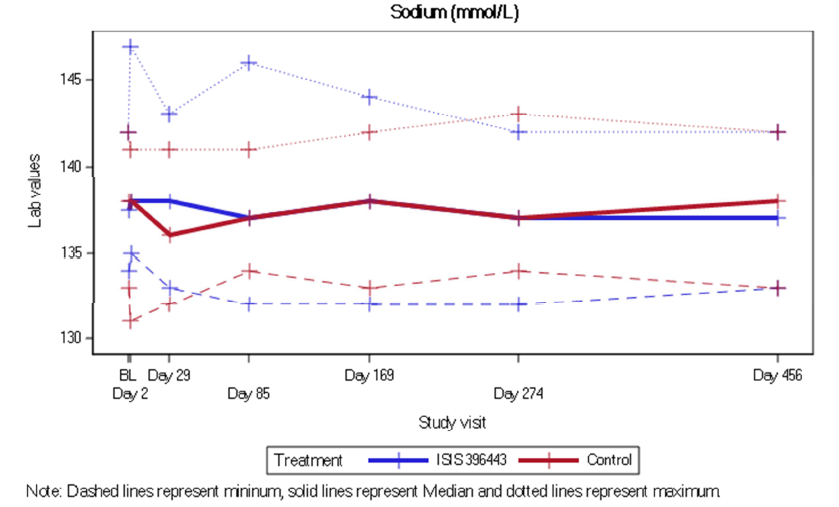 Sodium (mmol/L)
145
140
135
130
Lab values
BL Day 29 Day 169 Day 456
Day 2 Day 85 Day 274
Study visit
Treatment ISIS 396443 Control
Note: Dashed lines represent mininum, solid lines represent Median and dotted lines represent maximum.